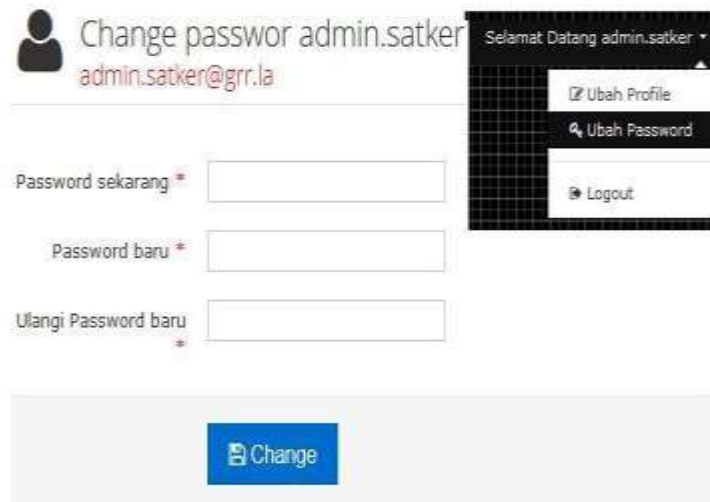 Change passwor admin.satker
admin.satker@grr.la
Selamat Datang admin.satker
Ubah Profile
Ubah Password
Logout
Password sekarang *
Password baru *
Ulangi Password baru
*
Change